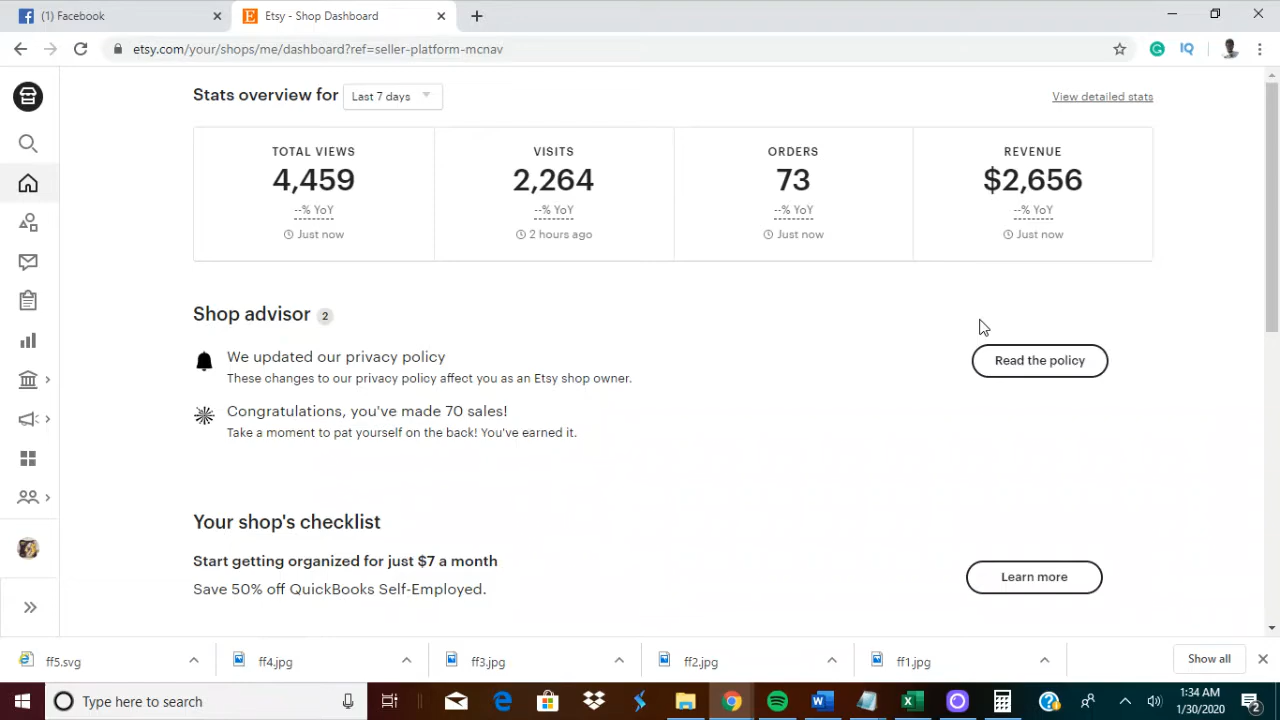 (1) Facebook
Etsy - Shop Dashboard
etsy.com/your/shops/me/dashboard?ref=seller-platform-mcnav
Stats overview for Last 7 days View detailed stats
TOTAL VIEWS VISITS ORDERS REVENUE
4,459 2,264 73 $2,656
--% YoY --% YoY --% YoY --% YoY
Just now 2 hours ago Just now Just now
Shop advisor 2
We updated our privacy policy
These changes to our privacy policy affect you as an Etsy shop owner.
Read the policy
Congratulations, you've made 70 sales!
Take a moment to pat yourself on the back! You've earned it.
Your shop's checklist
Start getting organized for just $7 a month
Save 50% off QuickBooks Self-Employed.
Learn more
ff5.svg ff4.jpg ff3.jpg ff2.jpg ff1.jpg Show all
Type here to search
1:34 AM
1/30/2020
2